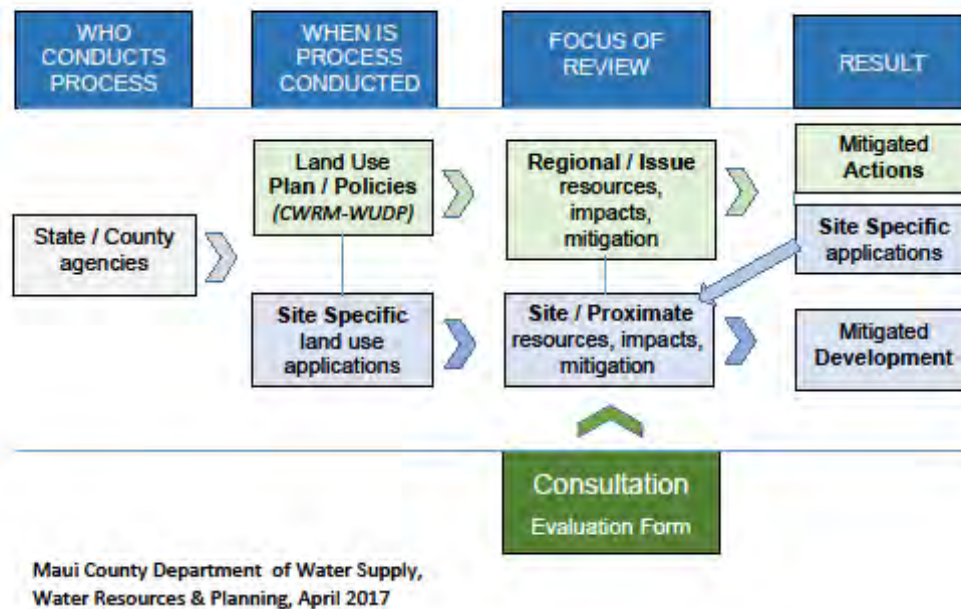 WHO
CONDUCTS
PROCESS
WHEN IS
PROCESS
CONDUCTED
FOCUS OF
REVIEW
RESULT
State / County
agencies
Land Use
Plan / Policies
(CWRM-WUDP)
Regional / Issue
resources,
impacts,
mitigation
Mitigated
Actions
Site Specific
applications
Site Specific
land use
applications
Site / Proximate
resources, impacts,
mitigation
Mitigated
Development
Consultation
Evaluation Form
Maui County Department of Water Supply,
Water Resources & Planning, April 2017